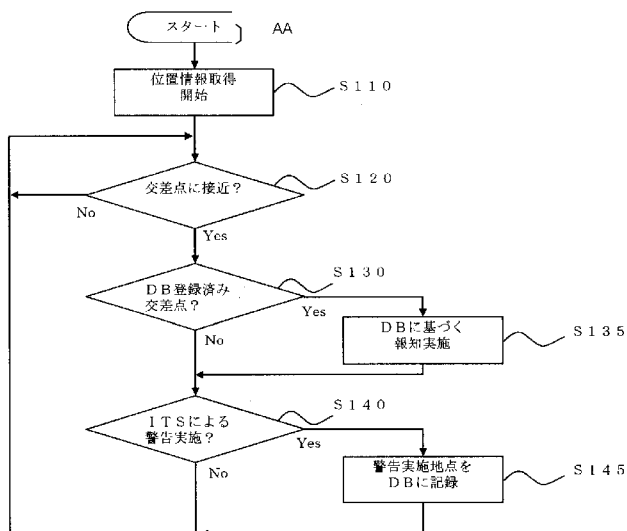 スタート
AA
位置情報取得
開始
S110
交差点に接近？
S120
No
Yes
DB登録済み
交差点？
S130
Yes
No
DBに基づく
報知実施
S135
ITSによる
警告実施？
S140
Yes
No
警告実施地点を
DBに記録
S145